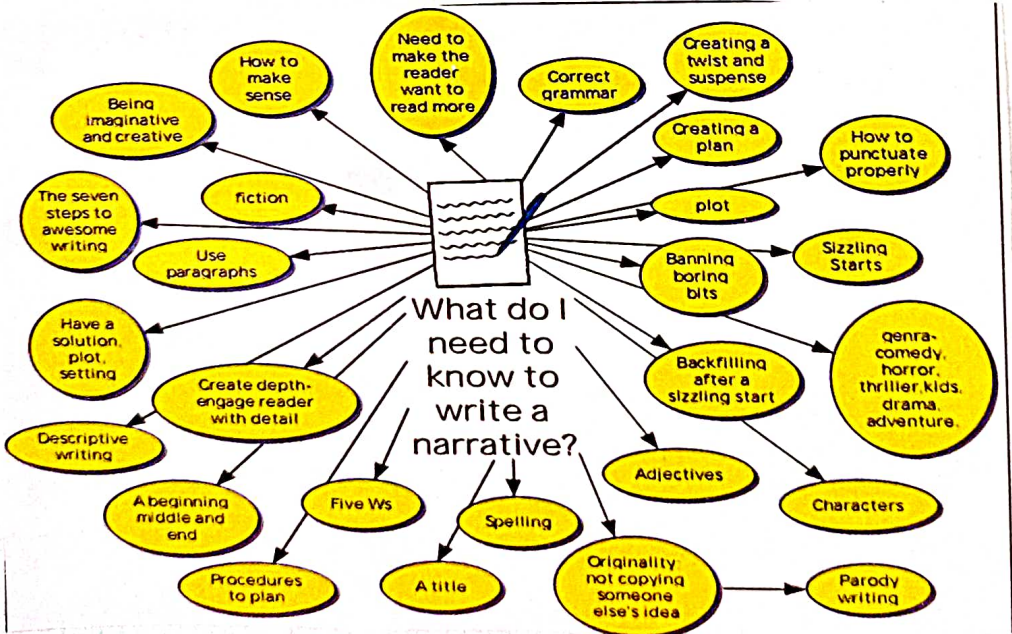 Need to
make the
reader
want to
read more
How to
make
sense
Correct
grammar
Creating a
twist and
suspense
Being
imaginative
and creative
Creating a
plan
How to
punctuate
properly
The seven
steps to
awesome
writing
fiction
plot
Use
paragraphs
Banning
boring
bits
Sizzling
Starts
Have a
solution,
plot,
setting
What do I
need to
know to
write a
narrative?
Create depth-
engage reader
with detail
Backfilling
after a
sizzling start
genra-
comedy,
horror,
thriller,kids,
drama,
adventure,
Descriptive
writing
Adjectives
A beginning
middle and
end
Five Ws
Spelling
Characters
Procedures
to plan
A title
Originality
not copying
someone
else's idea
Parody
writing